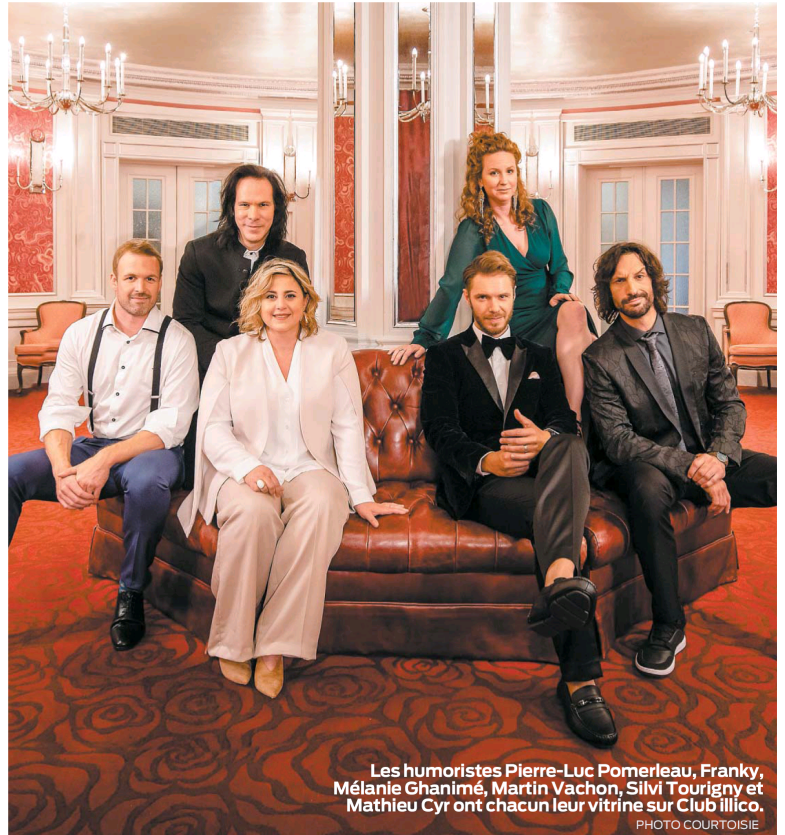 Les humoristes Pierre-Luc Pomerleau, Franky,
Mélanie Ghanimé, Martin Vachon, Silvi Tourigny et
Mathieu Cyr ont chacun leur vitrine sur Club illico.
PHOTO COURTOISIE